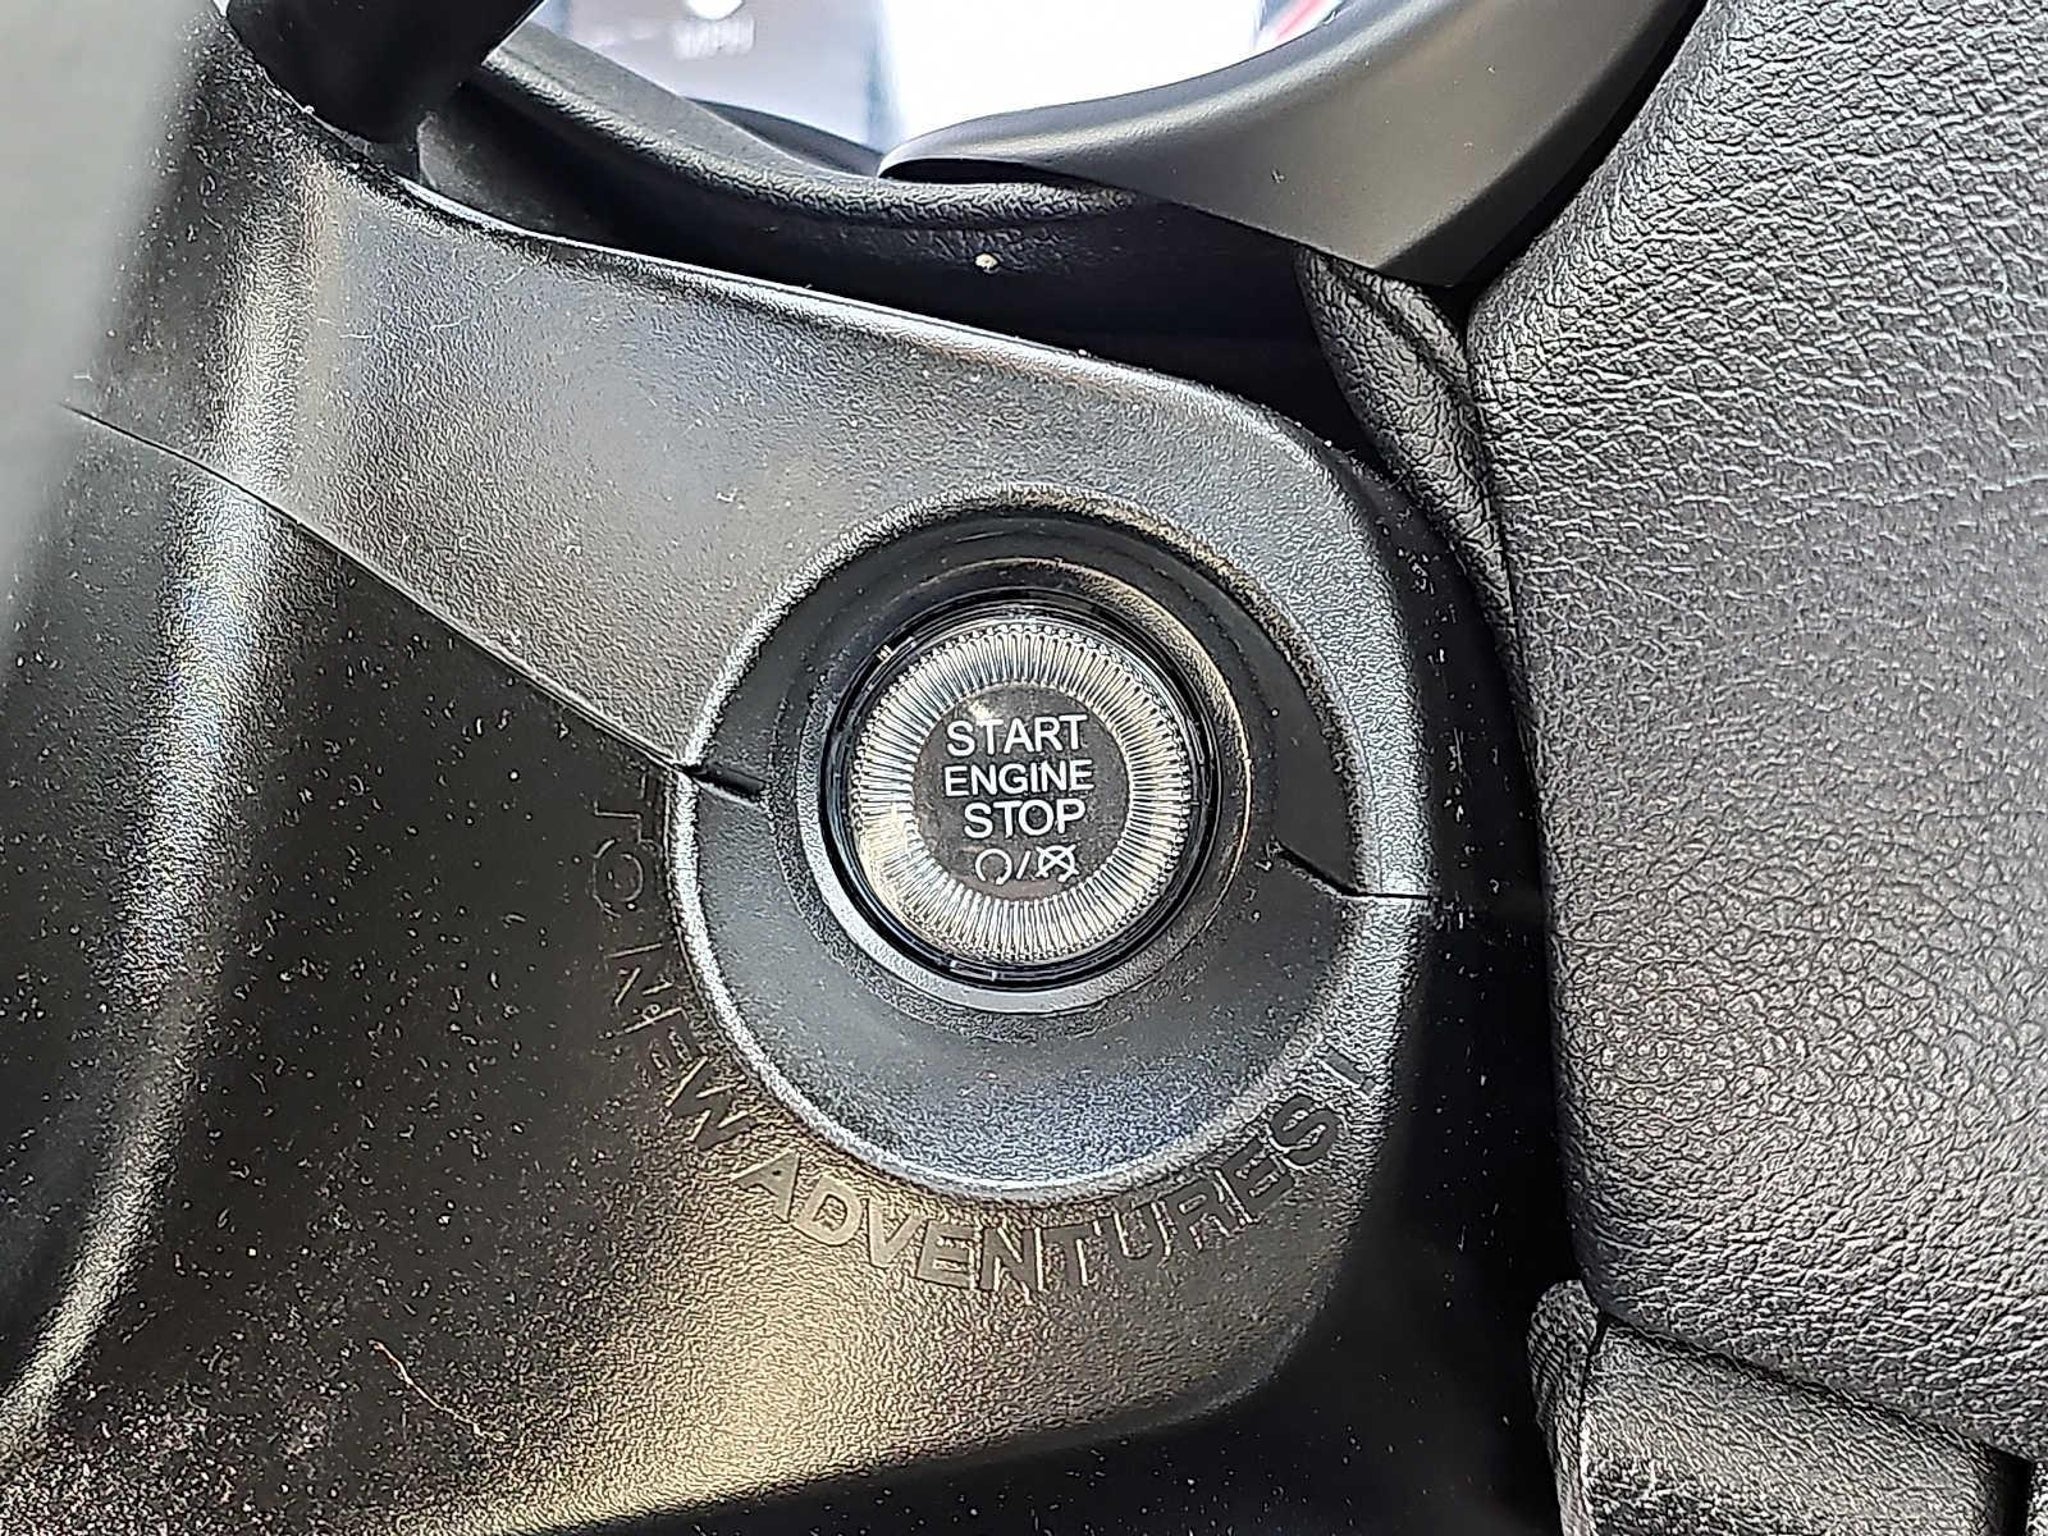 START
ENGINE
STOP
TO NEW ADVENTURES!